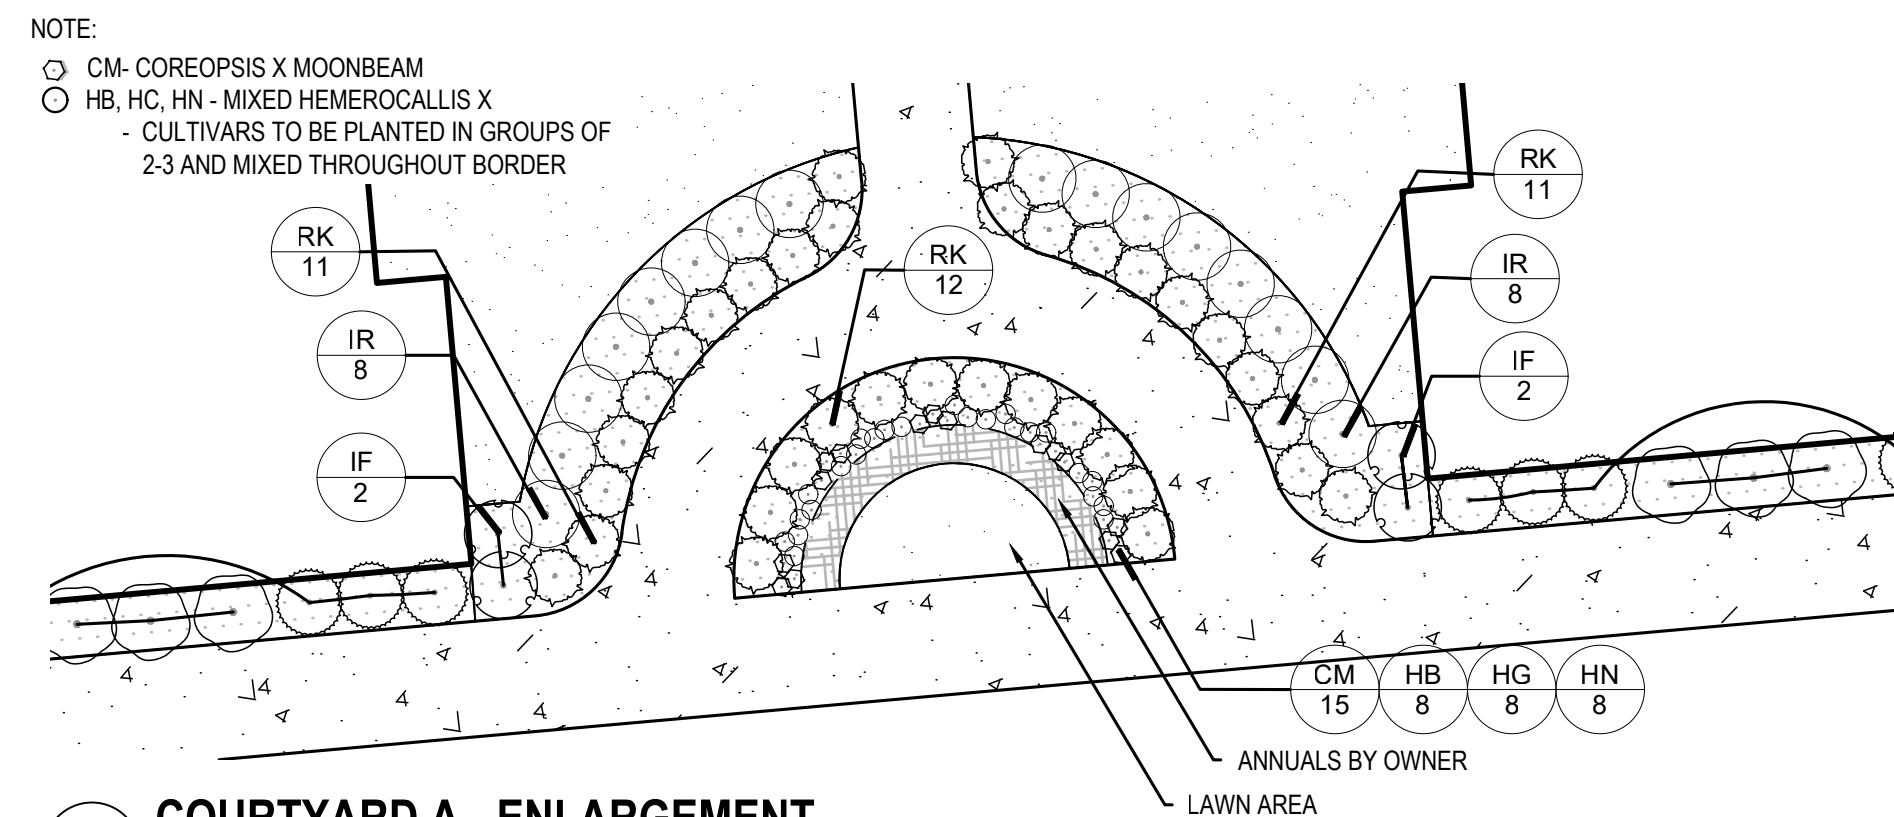 NOTE:
CM- COREOPSIS X MOONBEAM
HB, HC, HN - MIXED HEMEROCALLIS X
- CULTIVARS TO BE PLANTED IN GROUPS OF
2-3 AND MIXED THROUGHOUT BORDER
RK
11
IR
8
IF
2
RK
12
RK
11
IR
8
IF
2
CM
15
HB
8
HG
8
HN
8
ANNUALS BY OWNER
LAWN AREA
COURTYARD A - ENLARGEMENT